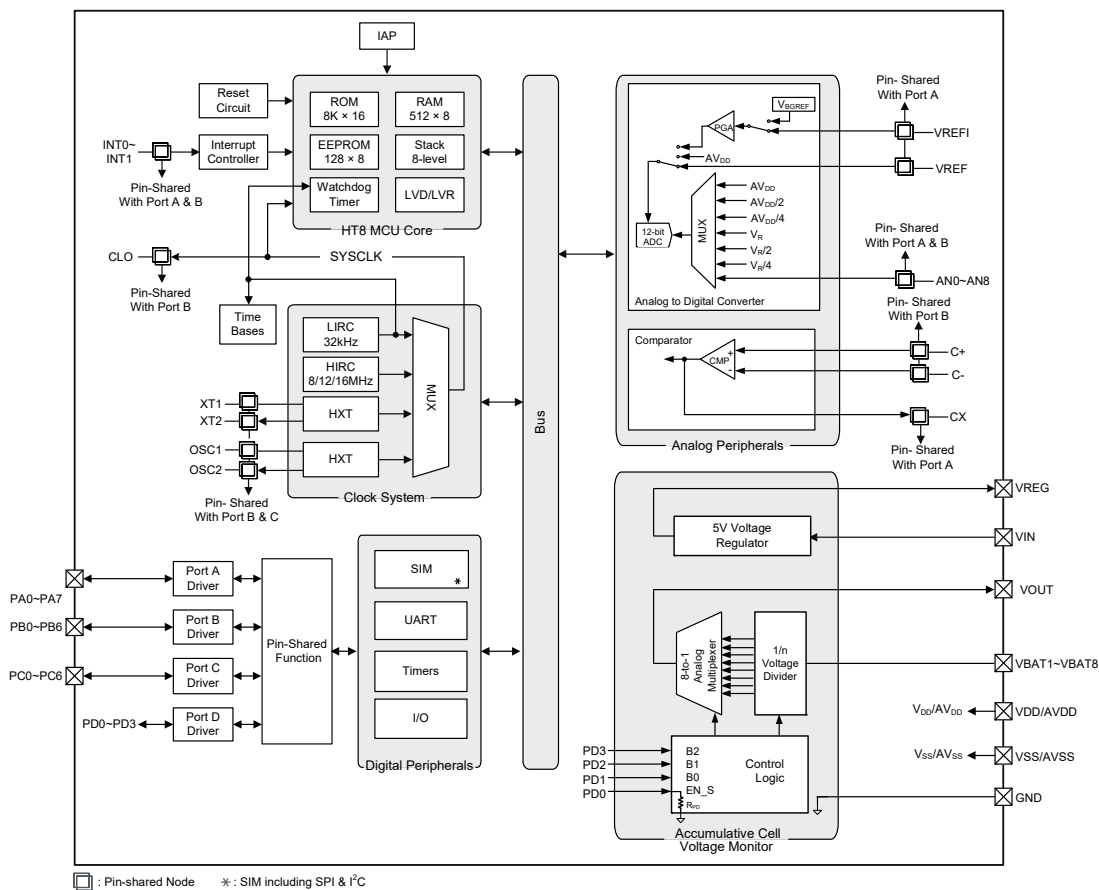 IAP
Reset
Circuit
ROM
8K × 16
RAM
512 × 8
INT0~
INT1
Interrupt
Controller
EEPROM
128 × 8
Stack
8-level
Pin-Shared
With Port A & B
Watchdog
Timer
LVD/LVR
HT8 MCU Core
CLO
SYSCLK
Pin-Shared
With Port B
Time
Bases
LIRC
32kHz
HIRC
8/12/16MHz
XT1
XT2
HXT
OSC1
OSC2
HXT
MUX
Clock System
Pin- Shared
With Port B & C
Bus
Pin- Shared
With Port A
VBGREF
PGA
VREFI
AVDD
VREF
AVDD
AVDD/2
AVDD/4
VR
VR/2
VR/4
MUX
12-bit
ADC
Pin- Shared
With Port A & B
AN0~AN8
Analog to Digital Converter
Pin- Shared
With Port B
Comparator
+
CMP
-
C+
C-
CX
Pin- Shared
With Port A
Analog Peripherals
VREG
5V Voltage
Regulator
VIN
VOUT
8-to-1
Analog
Multiplexer
1/n
Voltage
Divider
VBAT1~VBAT8
VDD/AVDD
VDD/AVDD
VSS/AVSS
VSS/AVSS
GND
PD3
PD2
PD1
PD0
B2
B1
B0
EN_S
RPD
Control
Logic
Accumulative Cell
Voltage Monitor
PA0~PA7
Port A
Driver
PB0~PB6
Port B
Driver
PC0~PC6
Port C
Driver
PD0~PD3
Port D
Driver
Pin-Shared
Function
SIM
*
UART
Timers
I/O
Digital Peripherals
: Pin-shared Node
* : SIM including SPI & I²C